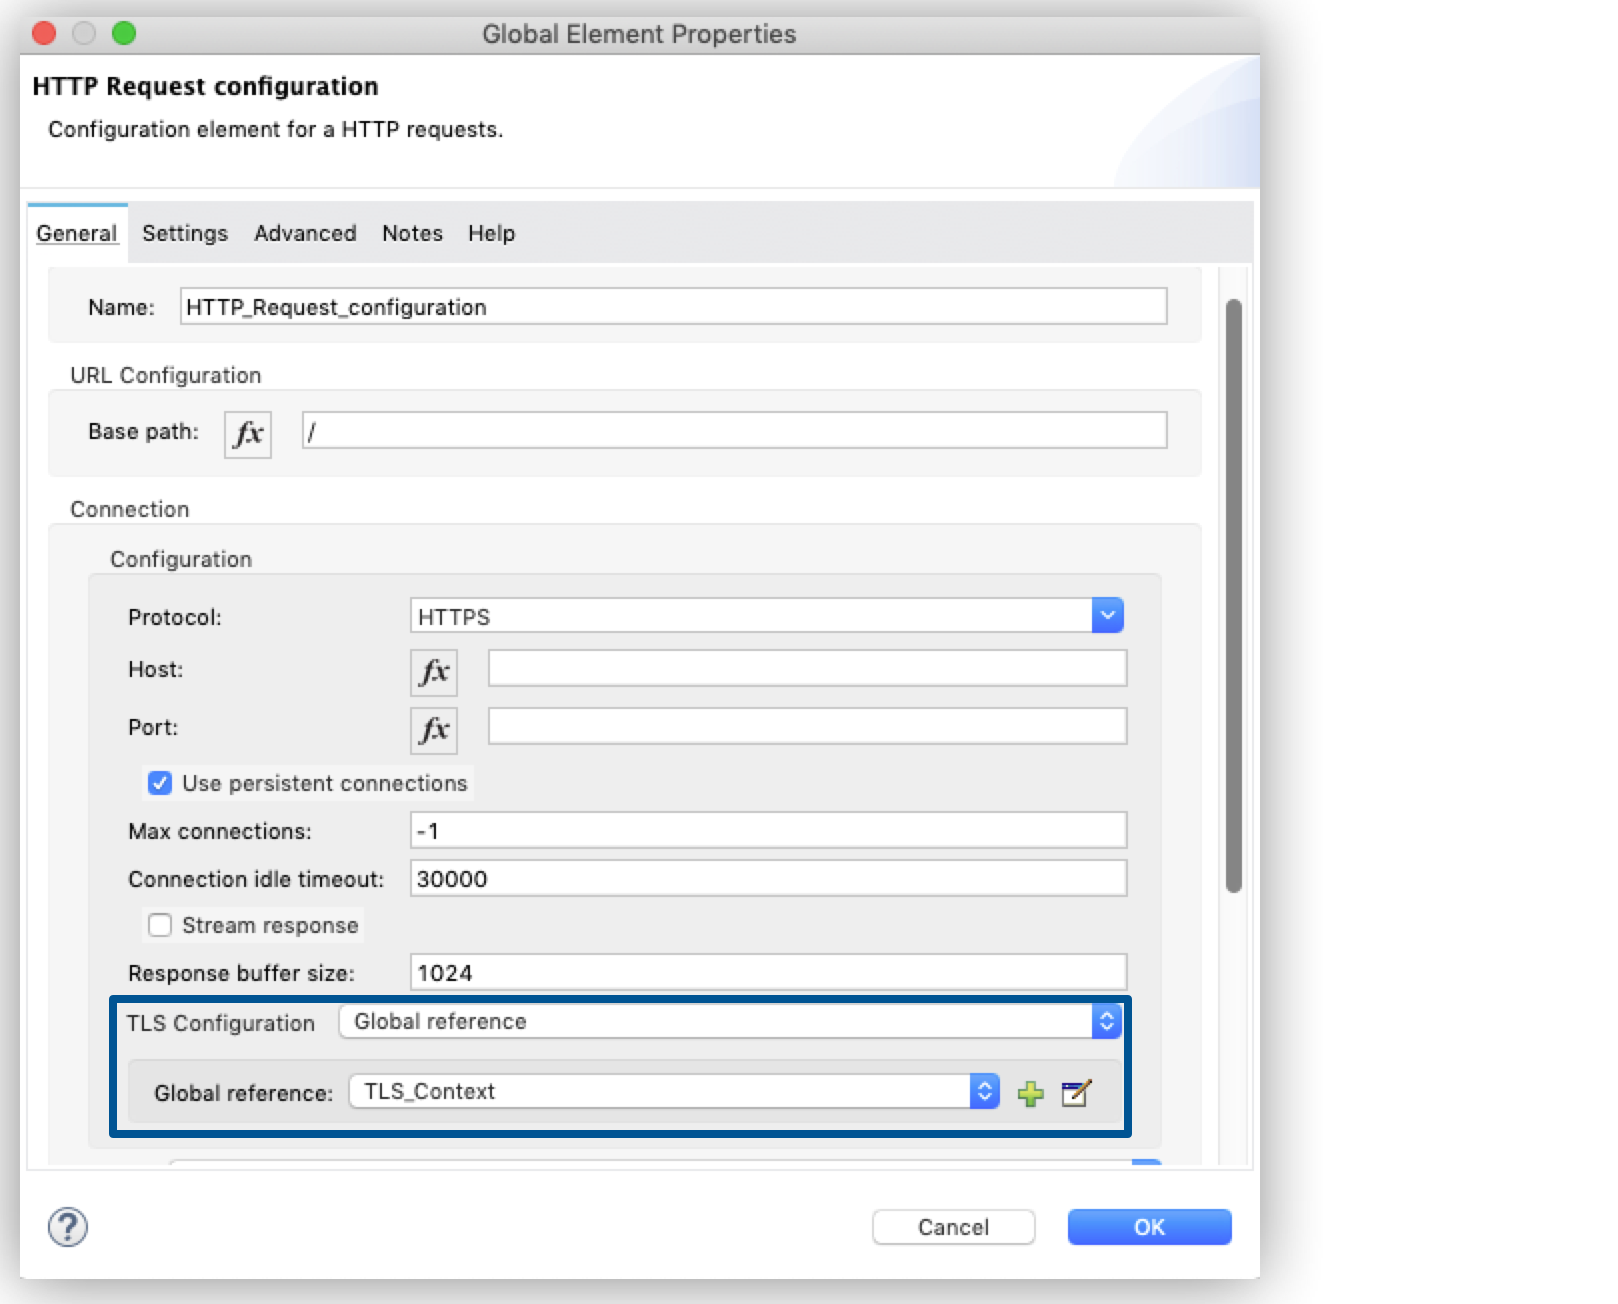 Global Element Properties
HTTP Request configuration
Configuration element for a HTTP requests.
General Settings Advanced Notes Help
Name: HTTP_Request_configuration
URL Configuration
Base path: fx /
Connection
Configuration
Protocol: HTTPS
Host: fx
Port: fx
Use persistent connections
Max connections: -1
Connection idle timeout: 30000
Stream response
Response buffer size: 1024
TLS Configuration Global reference
Global reference: TLS_Context
? Cancel OK